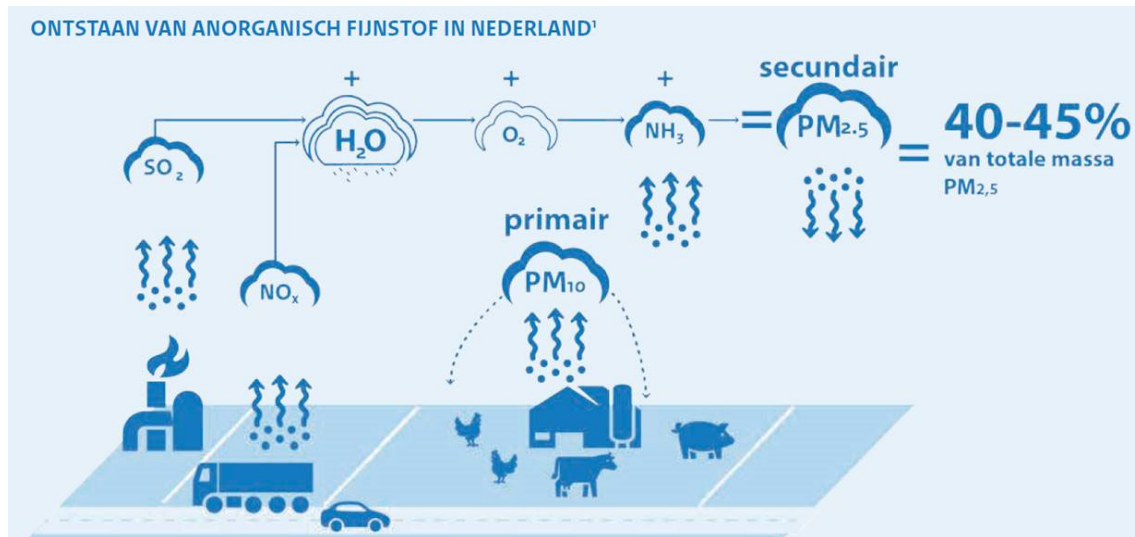 ONTSTAAN VAN ANORGANISCH FIJNSTOF IN NEDERLAND¹
+ + + secundair
SO₂ H₂O O₂ NH₃ = PM2.5 = 40-45%
van totale massa
PM2,5
primair
NOₓ PM10